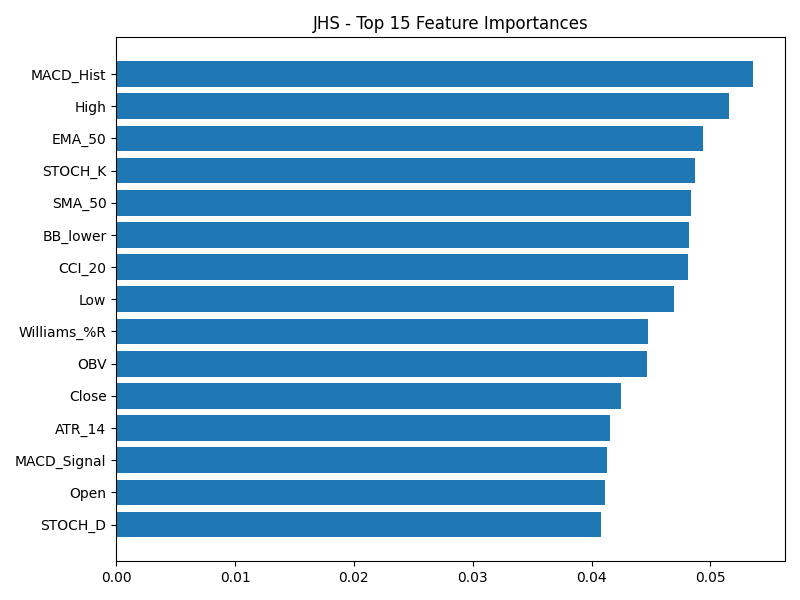 JHS - Top 15 Feature Importances
MACD_Hist
High
EMA_50
STOCH_K
SMA_50
BB_lower
CCI_20
Low
Williams_%R
OBV
Close
ATR_14
MACD_Signal
Open
STOCH_D
0.00 0.01 0.02 0.03 0.04 0.05